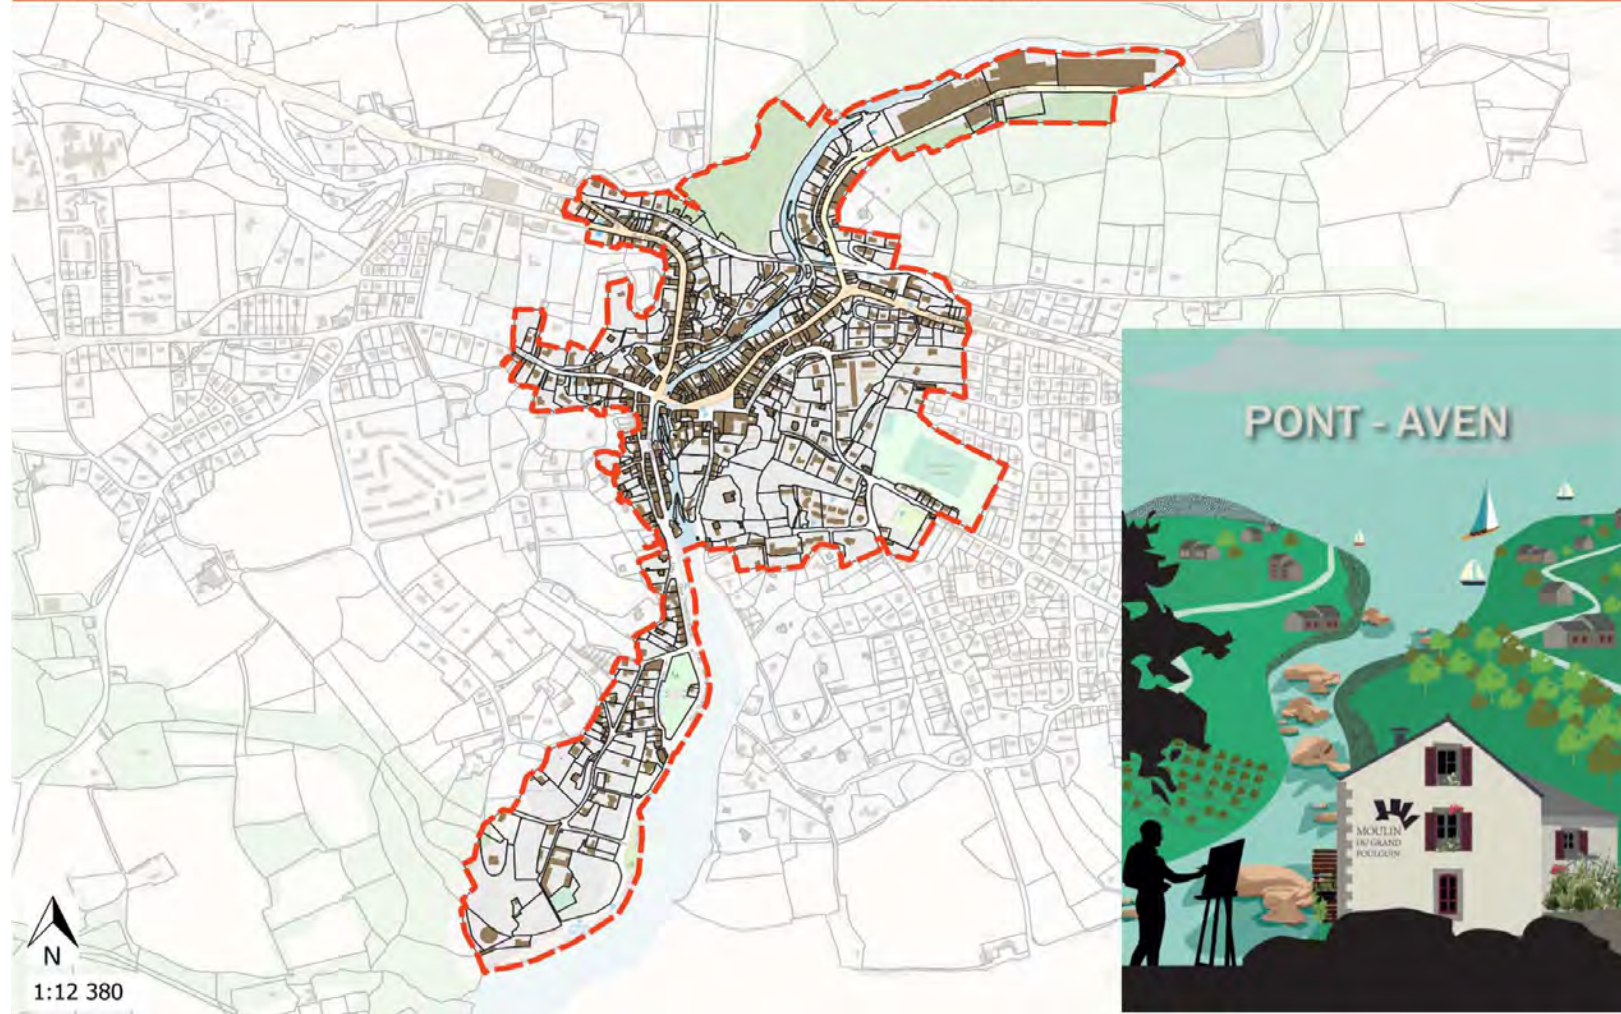 PONT - AVEN
MOULIN
DU GRAND
POULGUIN
N
1:12 380